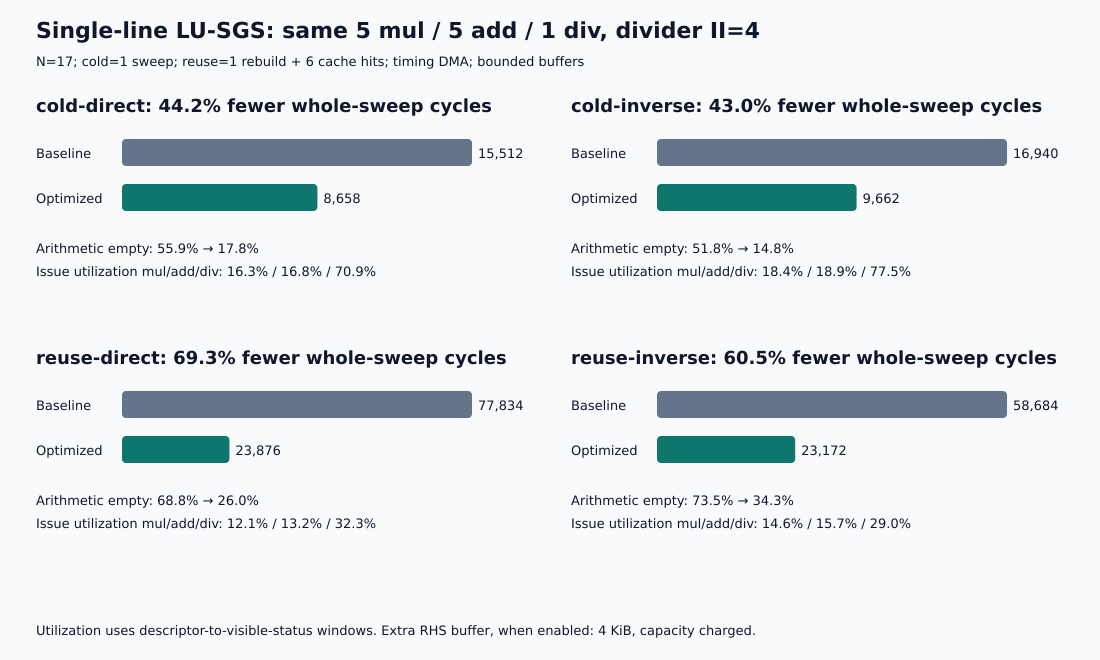 Single-line LU-SGS: same 5 mul / 5 add / 1 div, divider II=4
N=17; cold=1 sweep; reuse=1 rebuild + 6 cache hits; timing DMA; bounded buffers
cold-direct: 44.2% fewer whole-sweep cycles
Baseline 15,512
Optimized 8,658
Arithmetic empty: 55.9% → 17.8%
Issue utilization mul/add/div: 16.3% / 16.8% / 70.9%
cold-inverse: 43.0% fewer whole-sweep cycles
Baseline 16,940
Optimized 9,662
Arithmetic empty: 51.8% → 14.8%
Issue utilization mul/add/div: 18.4% / 18.9% / 77.5%
reuse-direct: 69.3% fewer whole-sweep cycles
Baseline 77,834
Optimized 23,876
Arithmetic empty: 68.8% → 26.0%
Issue utilization mul/add/div: 12.1% / 13.2% / 32.3%
reuse-inverse: 60.5% fewer whole-sweep cycles
Baseline 58,684
Optimized 23,172
Arithmetic empty: 73.5% → 34.3%
Issue utilization mul/add/div: 14.6% / 15.7% / 29.0%
Utilization uses descriptor-to-visible-status windows. Extra RHS buffer, when enabled: 4 KiB, capacity charged.